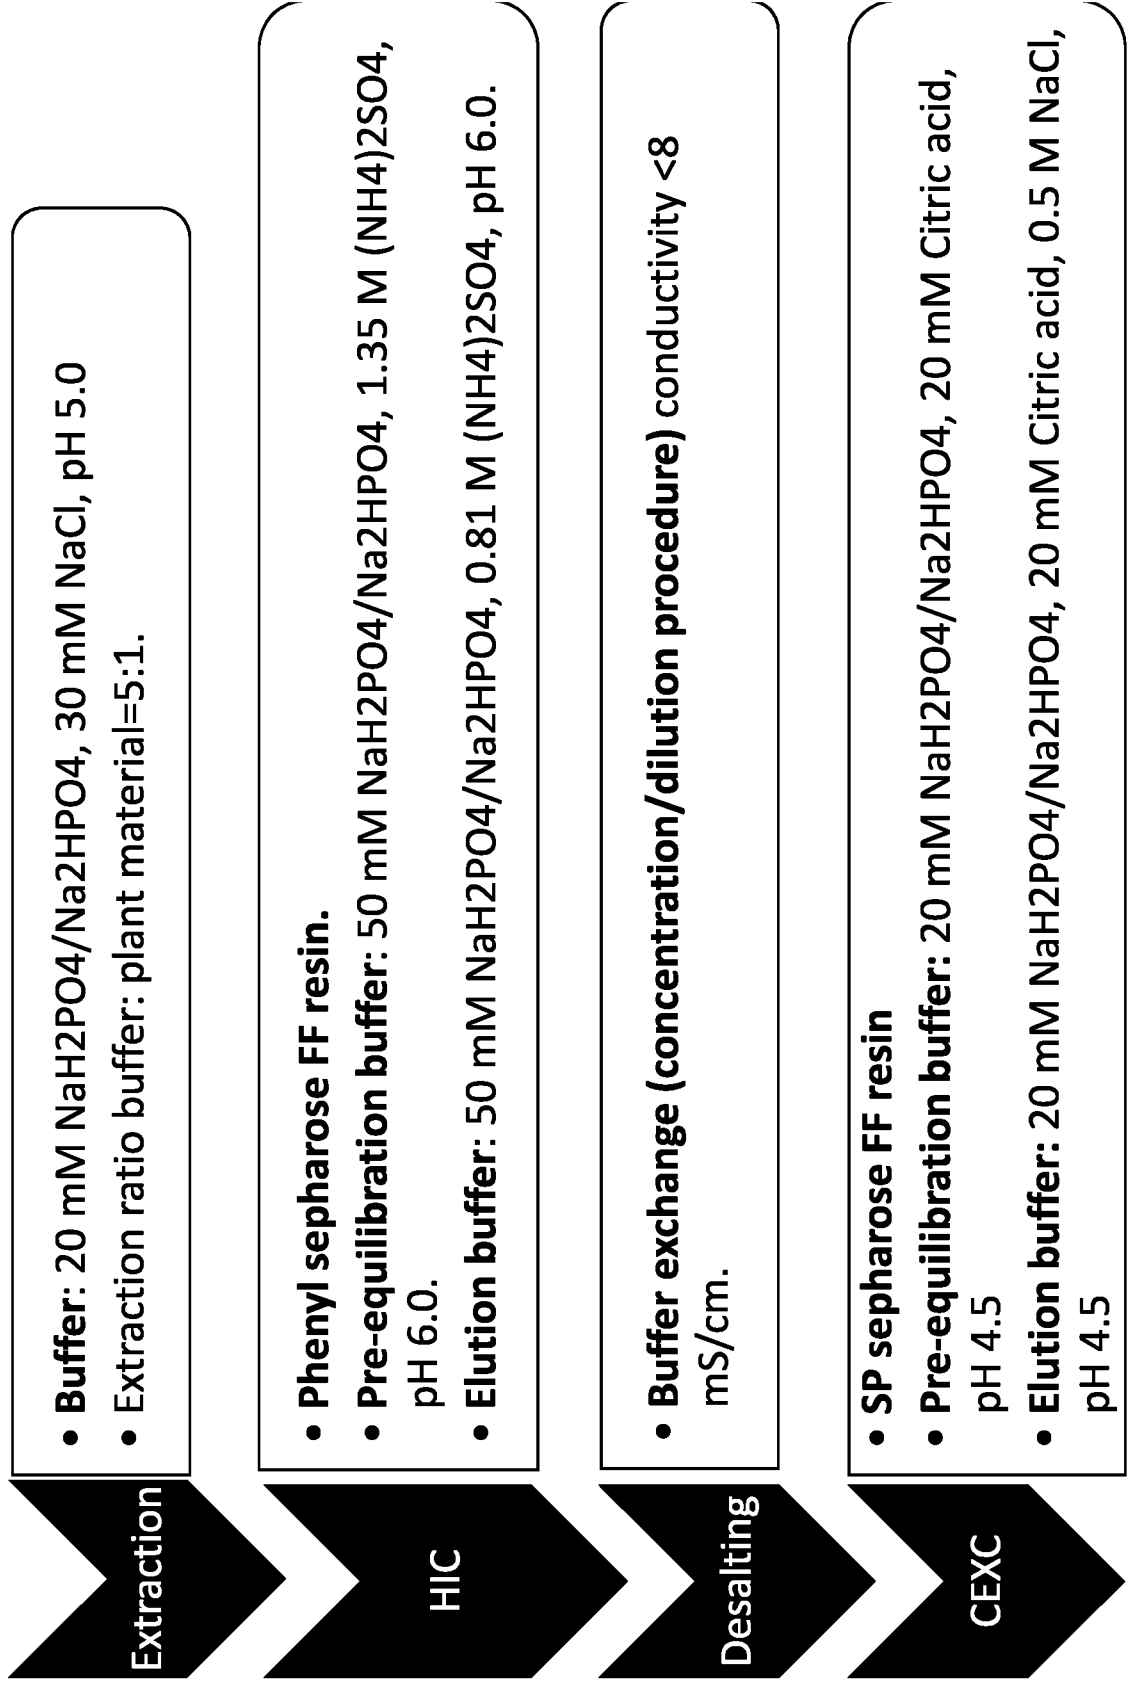 Extraction
• Buffer: 20 mM NaH2PO4/Na2HPO4, 30 mM NaCl, pH 5.0
• Extraction ratio buffer: plant material=5:1.
HIC
• Phenyl sepharose FF resin.
• Pre-equilibration buffer: 50 mM NaH2PO4/Na2HPO4, 1.35 M (NH4)2SO4,
pH 6.0.
• Elution buffer: 50 mM NaH2PO4/Na2HPO4, 0.81 M (NH4)2SO4, pH 6.0.
Desalting
• Buffer exchange (concentration/dilution procedure) conductivity <8
mS/cm.
CEXC
• SP sepharose FF resin
• Pre-equilibration buffer: 20 mM NaH2PO4/Na2HPO4, 20 mM Citric acid,
pH 4.5
• Elution buffer: 20 mM NaH2PO4/Na2HPO4, 20 mM Citric acid, 0.5 M NaCl,
pH 4.5